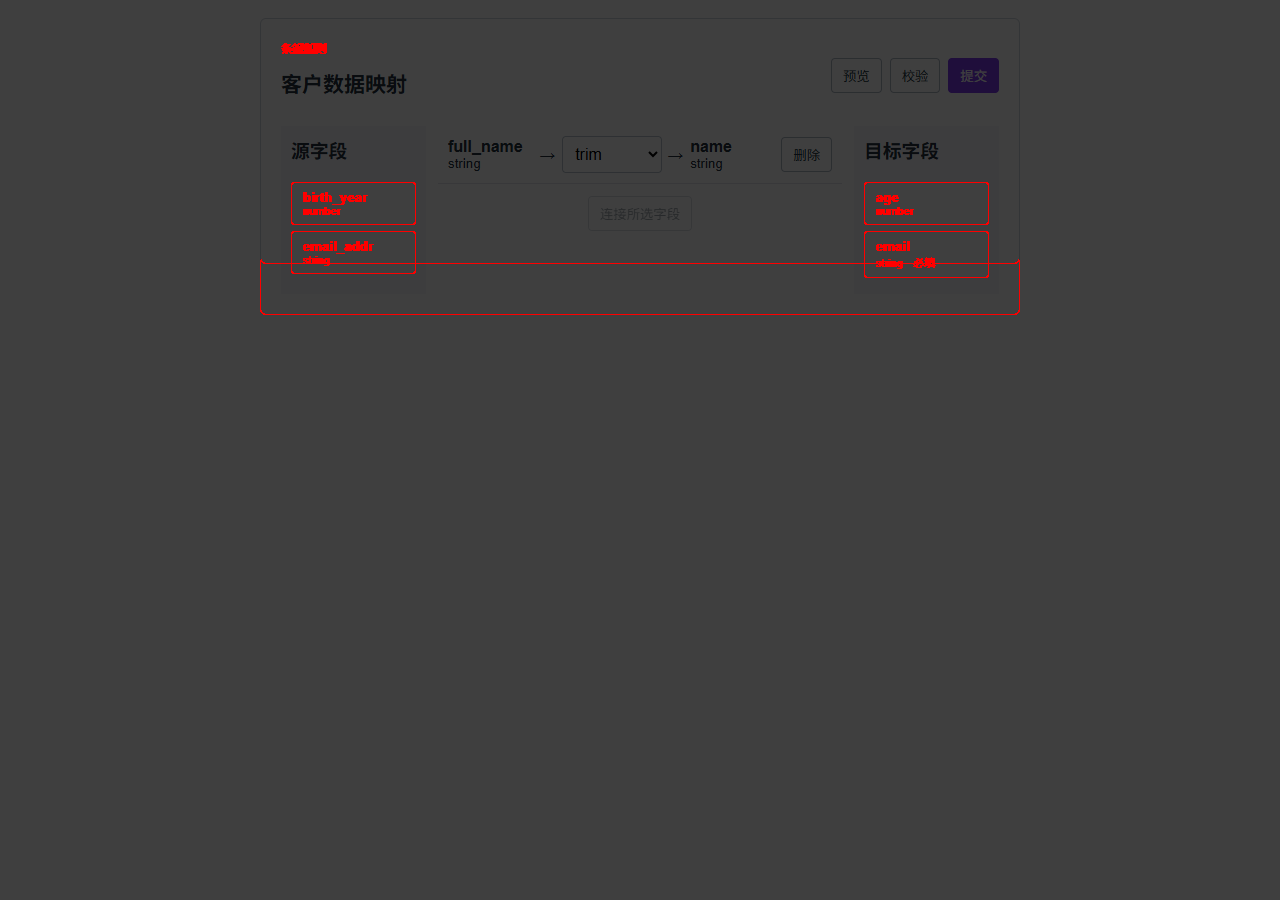 客户数据映射
预览
校验
提交
源字段
birth_year
number
email_addr
string
full_name
string
→
trim
→
name
string
删除
连接所选字段
目标字段
age
number
email
string 必需